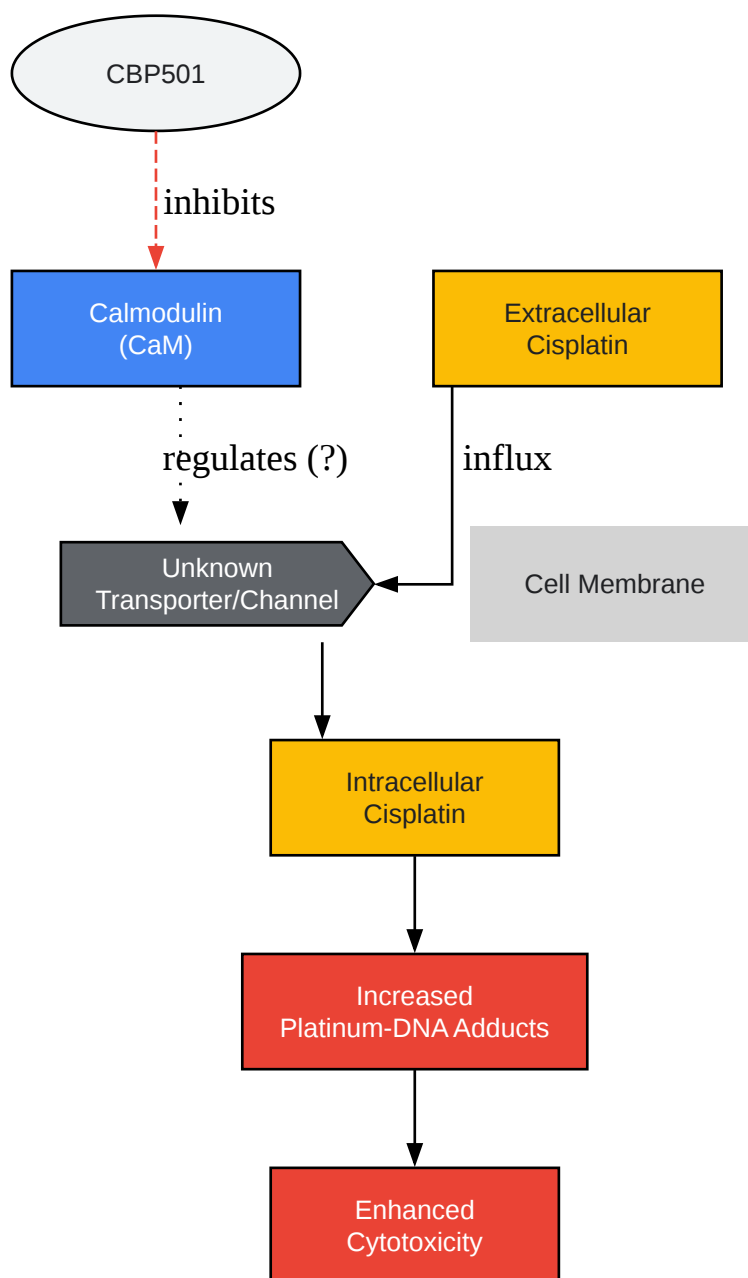 CBP501
inhibits
Calmodulin
(CaM)
Extracellular
Cisplatin
regulates (?)
influx
Unknown
Transporter/Channel
Cell Membrane
Intracellular
Cisplatin
Increased
Platinum-DNA Adducts
Enhanced
Cytotoxicity